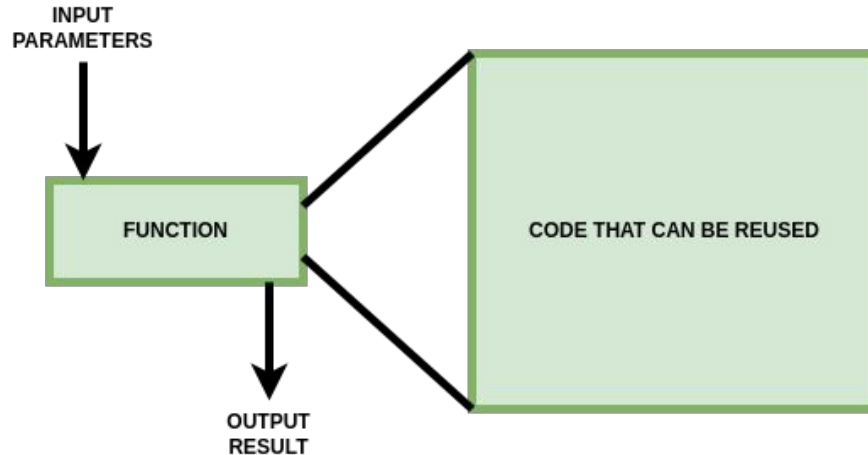 INPUT
PARAMETERS
FUNCTION
CODE THAT CAN BE REUSED
OUTPUT
RESULT